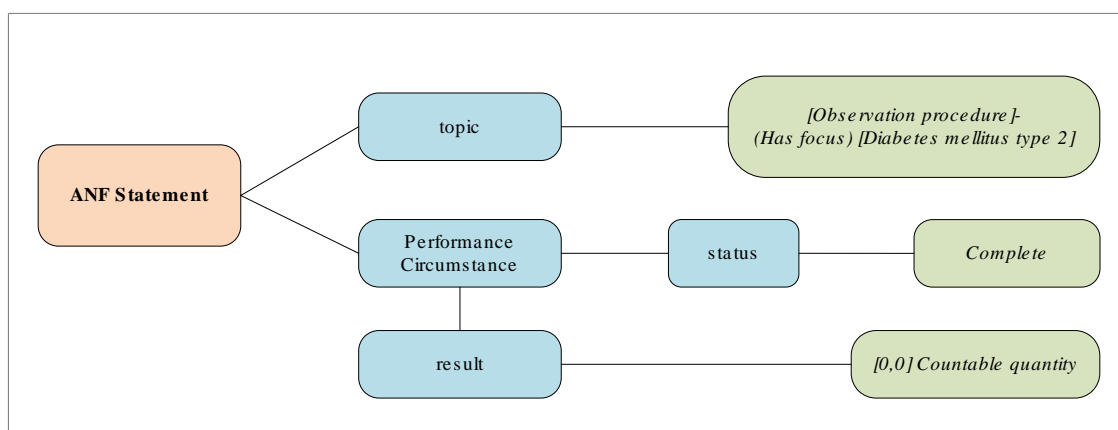 topic
[Observation procedure]-
(Has focus) [Diabetes mellitus type 2]
ANF Statement
Performance
Circumstance
status
Complete
result
[0,0] Countable quantity